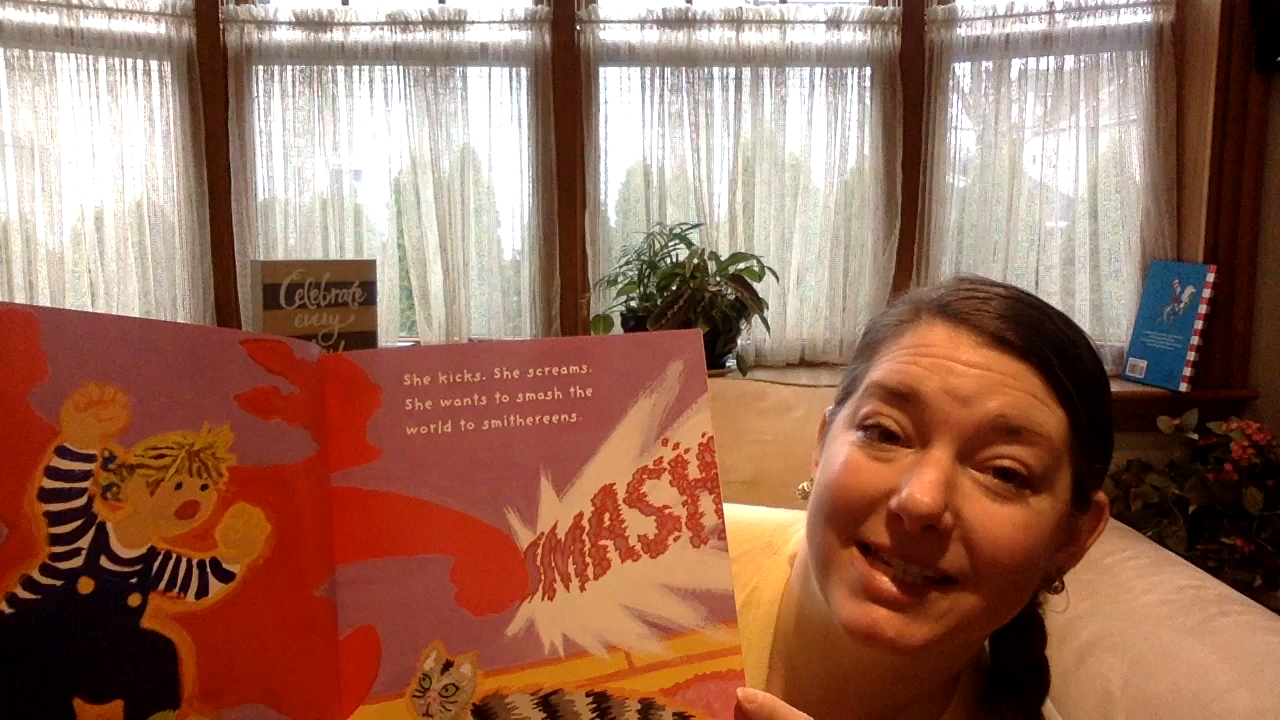 Celebrate
every
She kicks. She screams.
She wants to smash the
world to smithereens.
SMASH